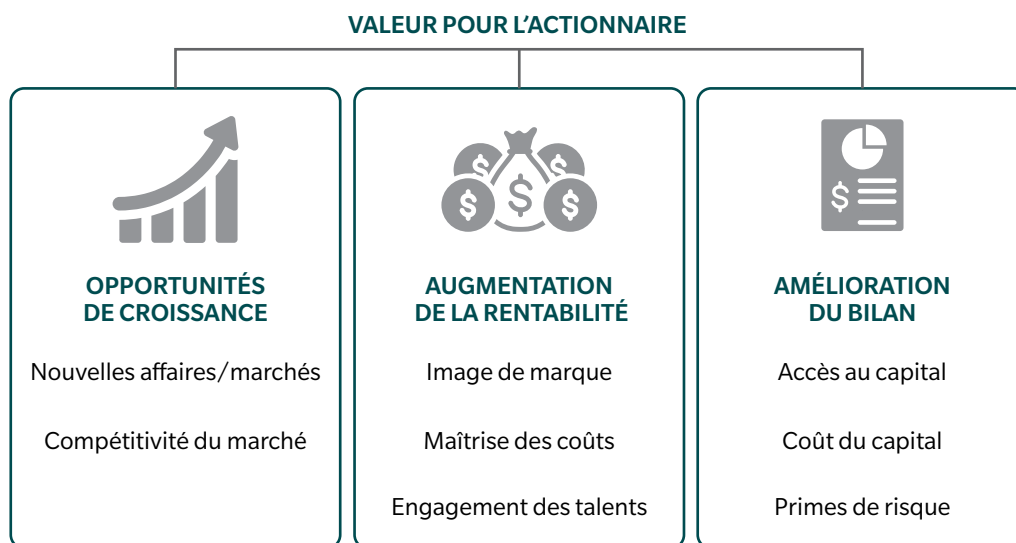 VALEUR POUR L’ACTIONNAIRE
$ $ $ $ $
$
OPPORTUNITÉS
DE CROISSANCE
Nouvelles affaires/marchés
Compétitivité du marché
AUGMENTATION
DE LA RENTABILITÉ
Image de marque
Maîtrise des coûts
Engagement des talents
AMÉLIORATION
DU BILAN
Accès au capital
Coût du capital
Primes de risque